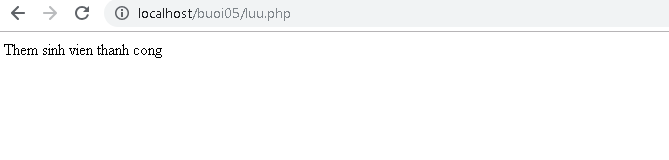 localhost/buoi05/luu.php
Them sinh vien thanh cong